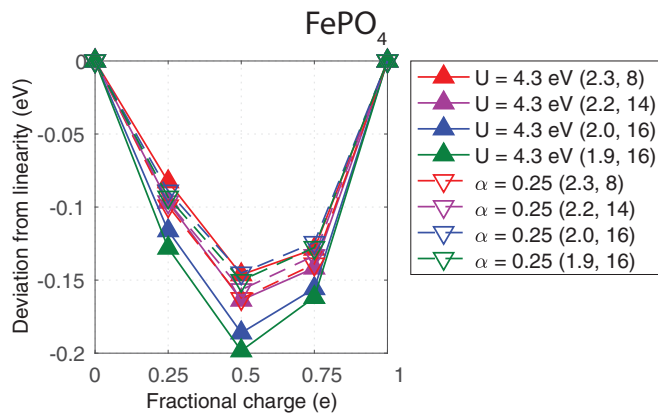 FePO4
0
-0.05
-0.1
-0.15
-0.2
Deviation from linearity (eV)
0 0.25 0.5 0.75 1
Fractional charge (e)
U = 4.3 eV (2.3, 8)
U = 4.3 eV (2.2, 14)
U = 4.3 eV (2.0, 16)
U = 4.3 eV (1.9, 16)
α = 0.25 (2.3, 8)
α = 0.25 (2.2, 14)
α = 0.25 (2.0, 16)
α = 0.25 (1.9, 16)